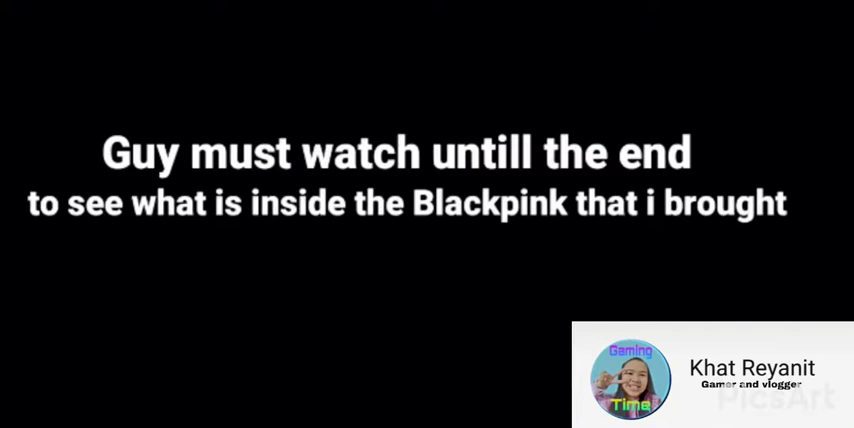 Guy must watch untill the end
to see what is inside the Blackpink that i brought
Gaming
Time
Khat Reyanit
Gamer and vlogger
PicsArt